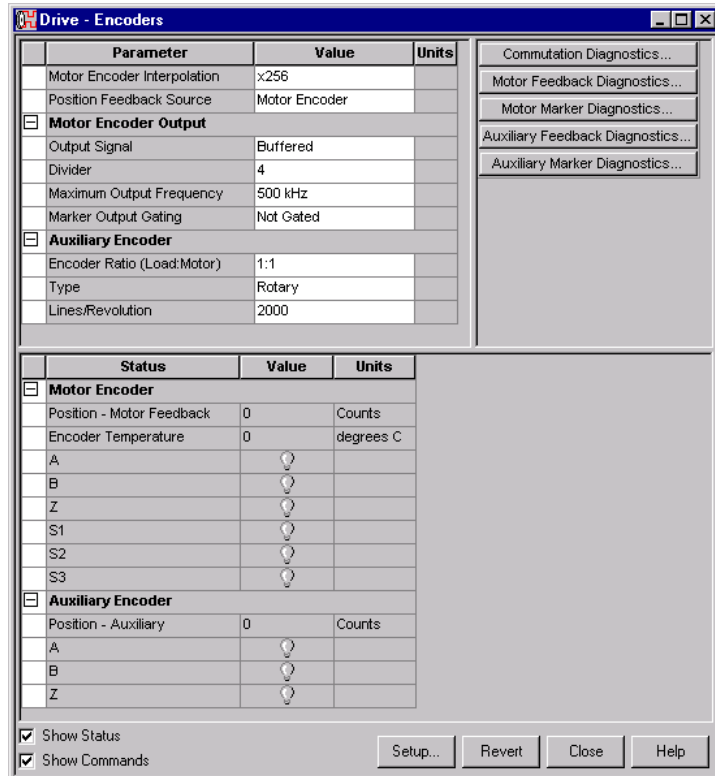 Drive - Encoders
Parameter Value Units
Motor Encoder Interpolation x256
Position Feedback Source Motor Encoder
Motor Encoder Output
Output Signal Buffered
Divider 4
Maximum Output Frequency 500 kHz
Marker Output Gating Not Gated
Auxiliary Encoder
Encoder Ratio (Load:Motor) 1:1
Type Rotary
Lines/Revolution 2000
Commutation Diagnostics...
Motor Feedback Diagnostics...
Motor Marker Diagnostics...
Auxiliary Feedback Diagnostics...
Auxiliary Marker Diagnostics...
Status Value Units
Motor Encoder
Position - Motor Feedback 0 Counts
Encoder Temperature 0 degrees C
A
B
Z
S1
S2
S3
Auxiliary Encoder
Position - Auxiliary 0 Counts
A
B
Z
Show Status
Show Commands
Setup... Revert Close Help